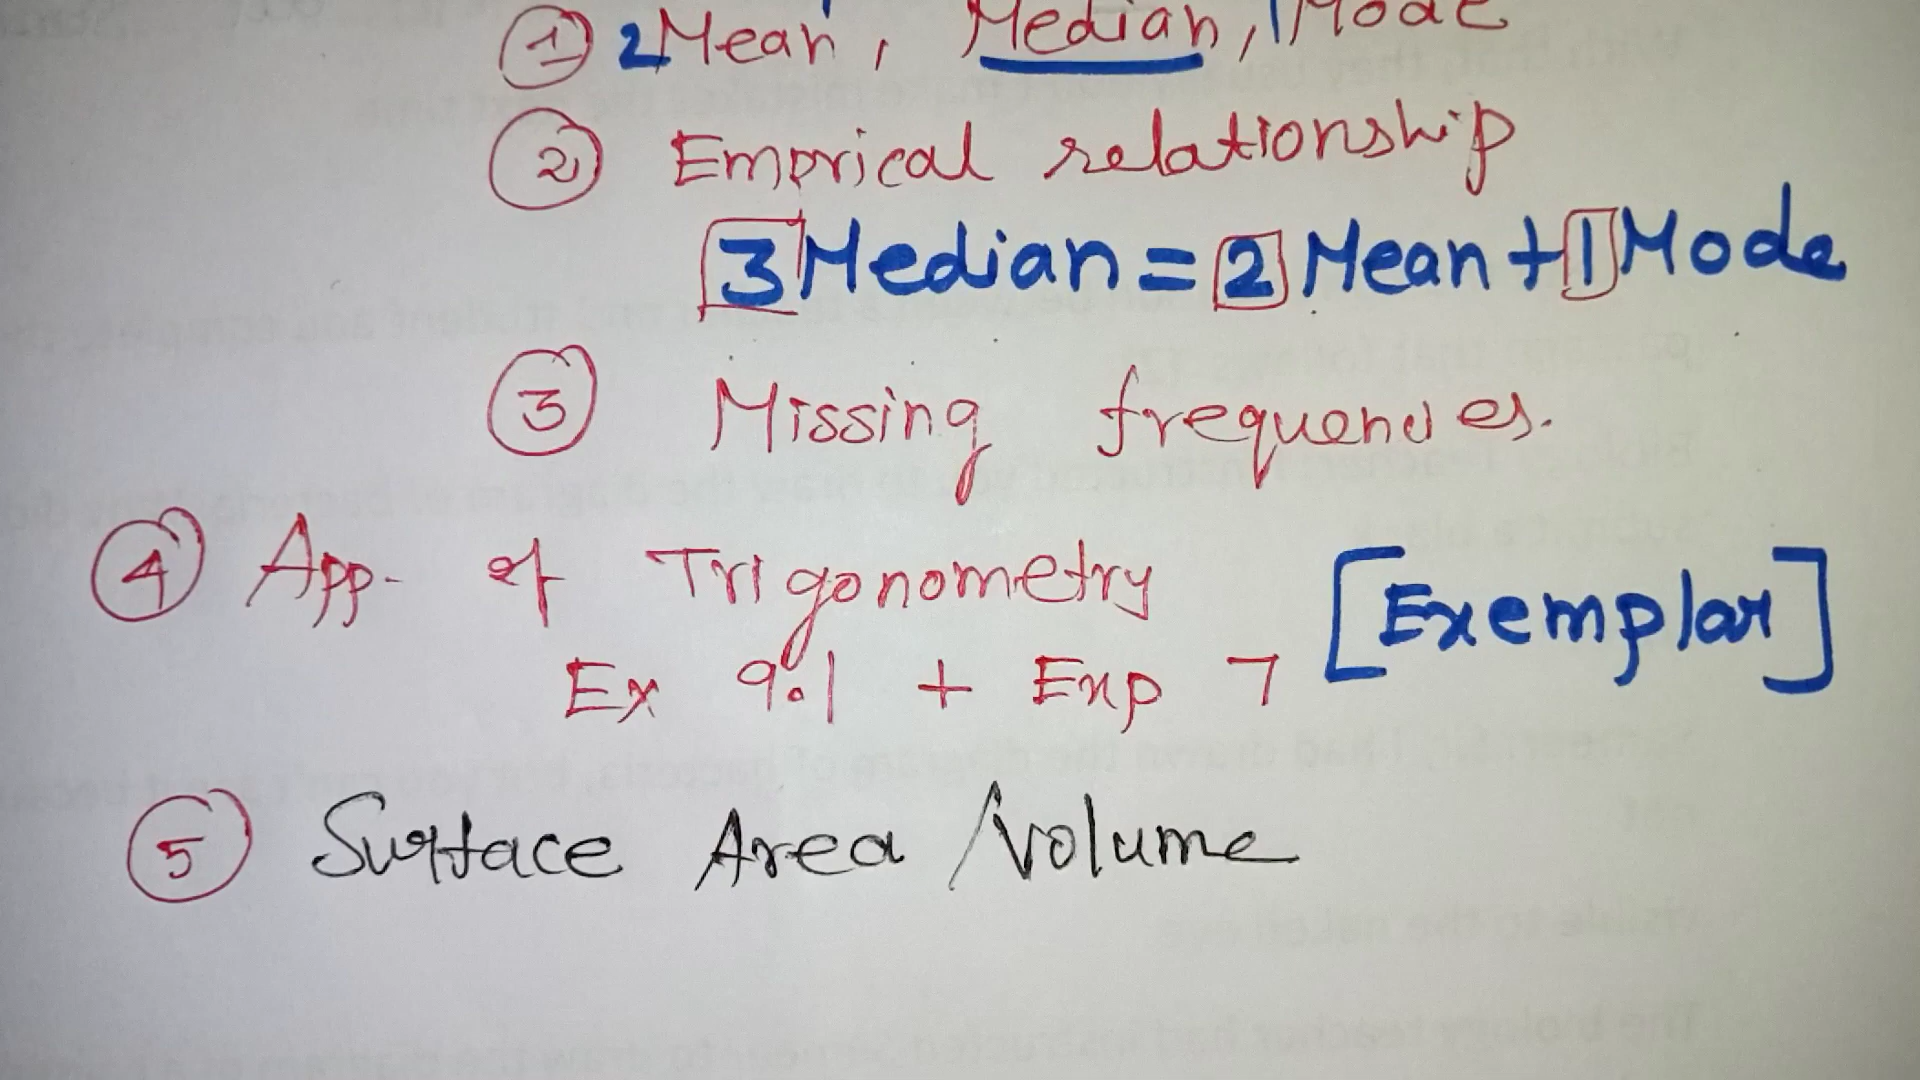 ① 2Mean, Median, 1Mode
② Emprical relationship
3 Median = 2 Mean + 1 Mode
③ Missing frequencies.
④ App. of Trigonometry [Exemplar]
Ex 9.1 + Exp 7
⑤ Surface Area / Volume